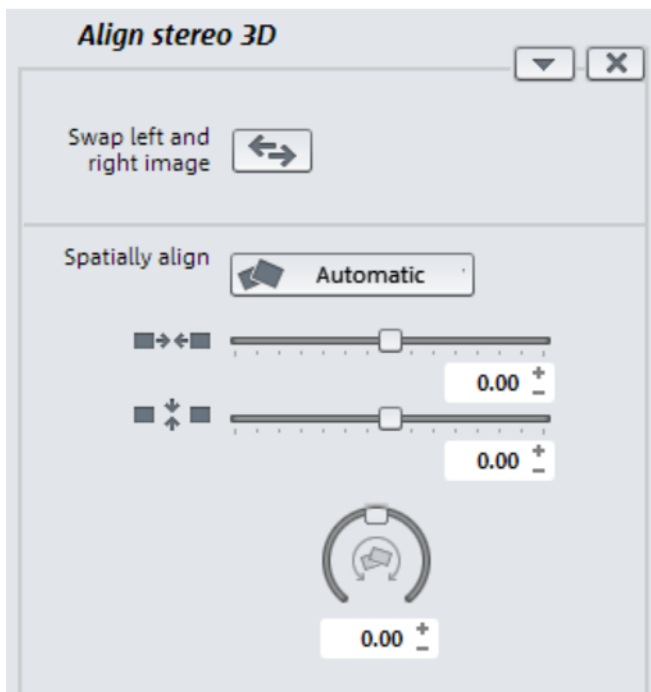 Align stereo 3D
Swap left and
right image
Spatially align
Automatic
0.00
0.00
0.00